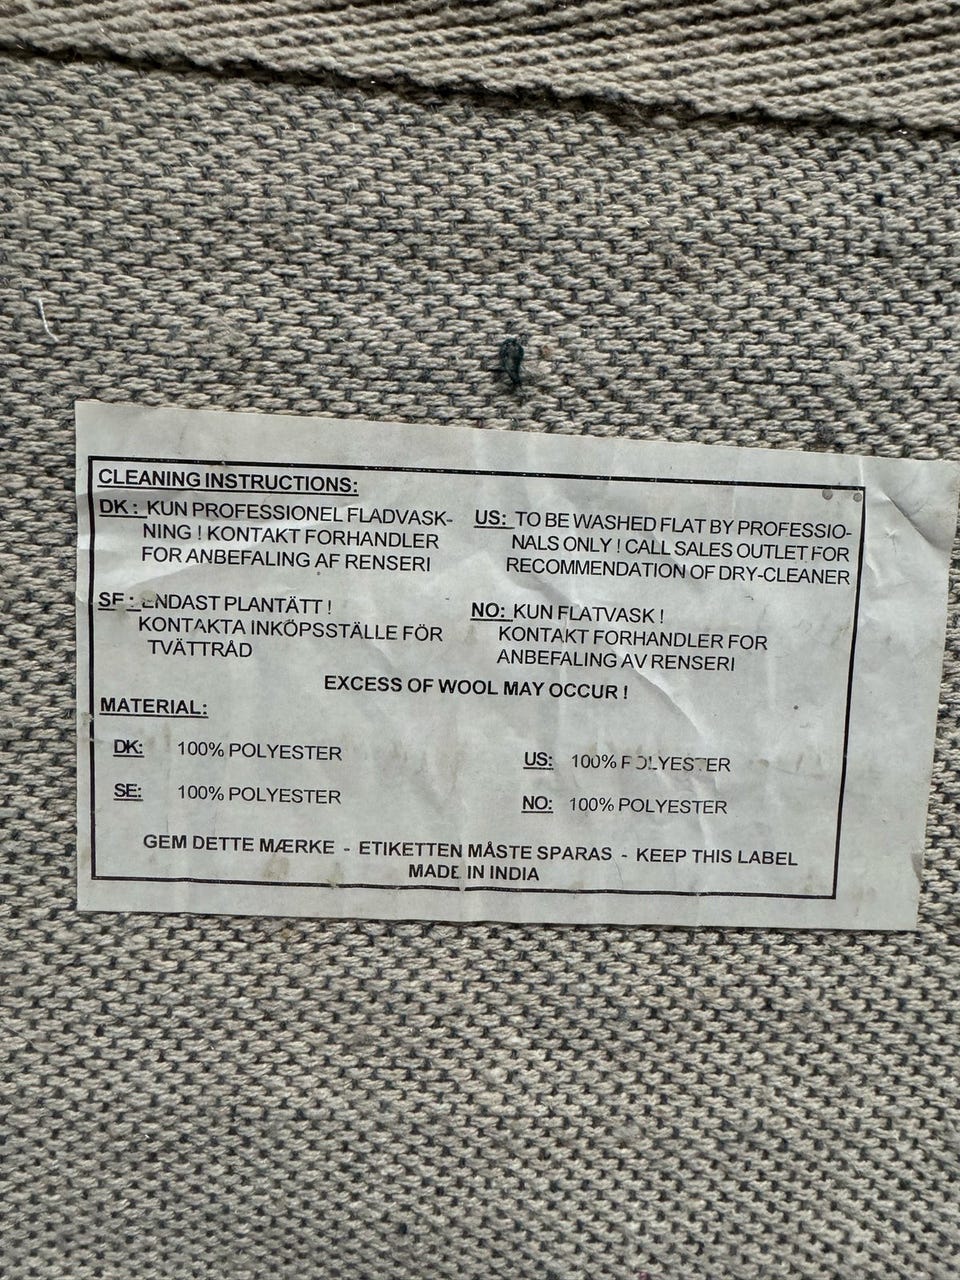 CLEANING INSTRUCTIONS:
DK: KUN PROFESSIONEL FLADVASK-
NING ! KONTAKT FORHANDLER
FOR ANBEFALING AF RENSERI
US: TO BE WASHED FLAT BY PROFESSIO-
NALS ONLY ! CALL SALES OUTLET FOR
RECOMMENDATION OF DRY-CLEANER
SE: ENDAST PLANTÄTT !
KONTAKTA INKÖPSSTÄLLE FÖR
TVÄTTRÅD
NO: KUN FLATVASK !
KONTAKT FORHANDLER FOR
ANBEFALING AV RENSERI
EXCESS OF WOOL MAY OCCUR !
MATERIAL:
DK: 100% POLYESTER
US: 100% POLYESTER
SE: 100% POLYESTER
NO: 100% POLYESTER
GEM DETTE MÆRKE - ETIKETTEN MÅSTE SPARAS - KEEP THIS LABEL
MADE IN INDIA